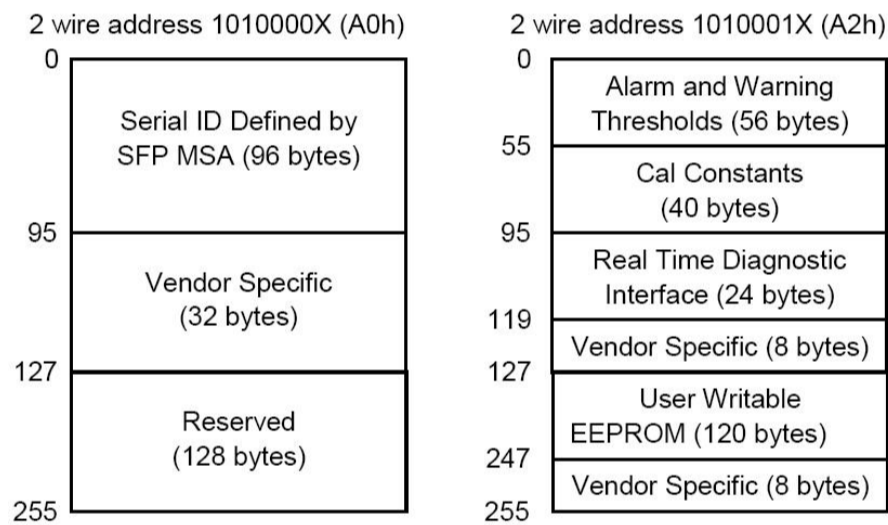 2 wire address 1010000X (A0h)
0
Serial ID Defined by
SFP MSA (96 bytes)
95
Vendor Specific
(32 bytes)
127
Reserved
(128 bytes)
255
2 wire address 1010001X (A2h)
0
Alarm and Warning
Thresholds (56 bytes)
55
Cal Constants
(40 bytes)
95
Real Time Diagnostic
Interface (24 bytes)
119
Vendor Specific (8 bytes)
127
User Writable
EEPROM (120 bytes)
247
Vendor Specific (8 bytes)
255